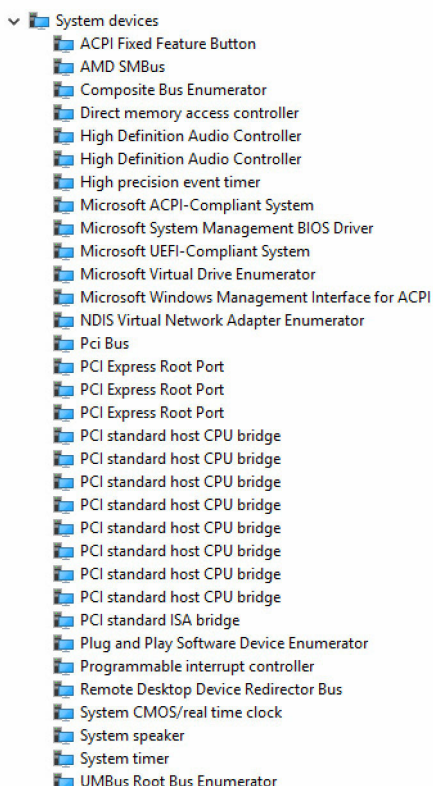 System devices
ACPI Fixed Feature Button
AMD SMBus
Composite Bus Enumerator
Direct memory access controller
High Definition Audio Controller
High Definition Audio Controller
High precision event timer
Microsoft ACPI-Compliant System
Microsoft System Management BIOS Driver
Microsoft UEFI-Compliant System
Microsoft Virtual Drive Enumerator
Microsoft Windows Management Interface for ACPI
NDIS Virtual Network Adapter Enumerator
Pci Bus
PCI Express Root Port
PCI Express Root Port
PCI Express Root Port
PCI standard host CPU bridge
PCI standard host CPU bridge
PCI standard host CPU bridge
PCI standard host CPU bridge
PCI standard host CPU bridge
PCI standard host CPU bridge
PCI standard host CPU bridge
PCI standard host CPU bridge
PCI standard ISA bridge
Plug and Play Software Device Enumerator
Programmable interrupt controller
Remote Desktop Device Redirector Bus
System CMOS/real time clock
System speaker
System timer
UMBus Root Bus Enumerator